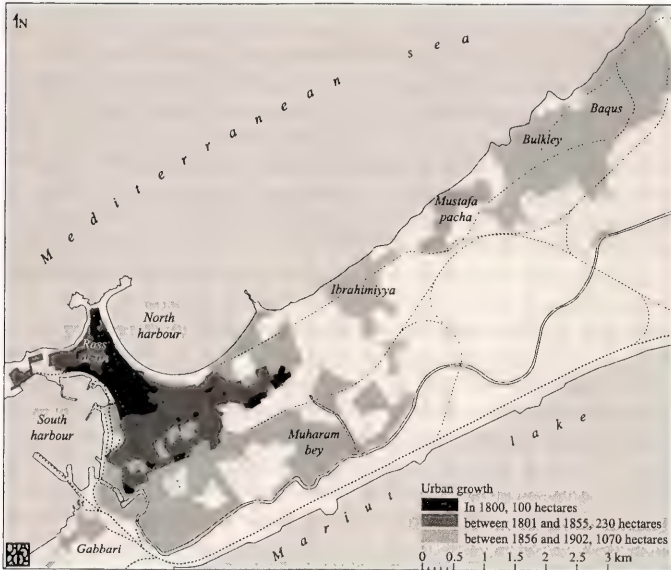 N
Mediterranean sea
Baqus
Bulkley
Mustafa
pacha
Ibrahimiyya
North
harbour
South
harbour
Muharam
bey
Mariut lake
Gabbari
Urban growth
In 1800, 100 hectares
between 1801 and 1855, 230 hectares
between 1856 and 1902, 1070 hectares
0 0.5 1 1.5 2 2.5 3 km